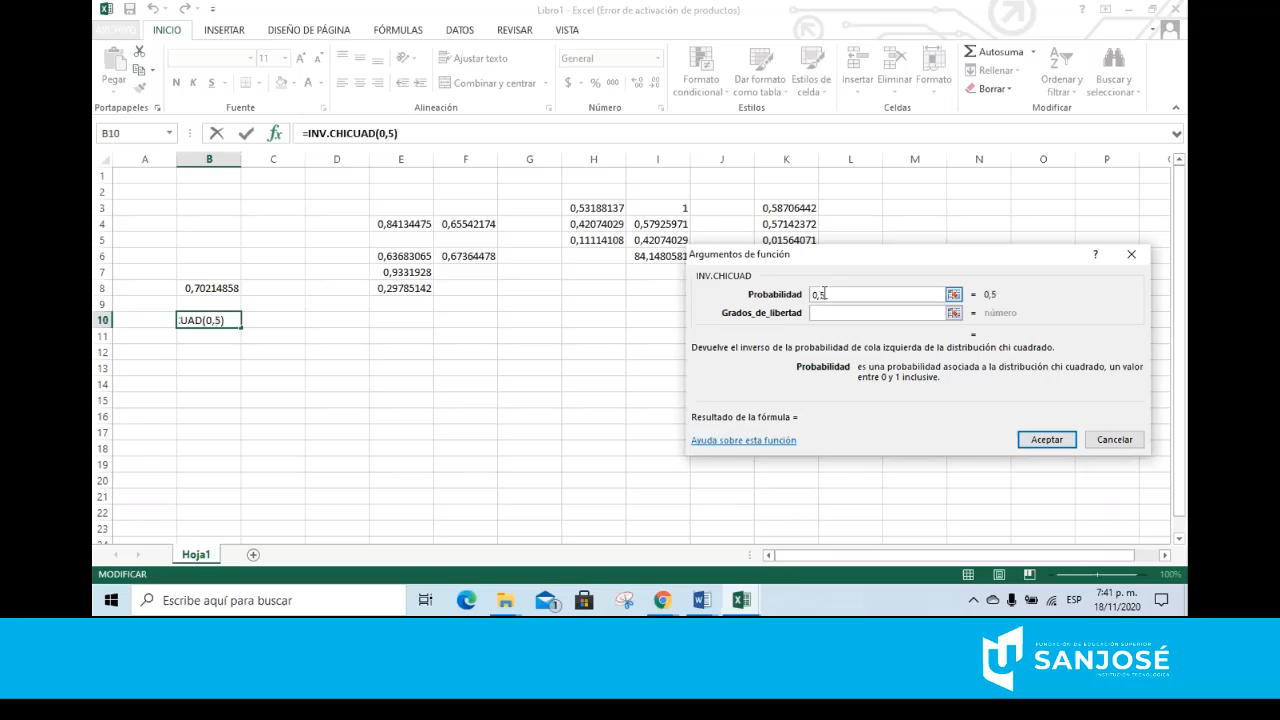 Libro1 - Excel (Error de activación de productos)
ARCHIVO INICIO INSERTAR DISEÑO DE PÁGINA FÓRMULAS DATOS REVISAR VISTA
Pegar
11 A A
Ajustar texto
General
Formato condicional
Dar formato como tabla
Estilos de celda
Insertar
Eliminar
Formato
Autosuma
Rellenar
Borrar
Ordenar y filtrar
Buscar y seleccionar
N K S A
Combinar y centrar
$ % 000
Portapapeles Fuente Alineación Número Estilos Celdas Modificar
B10 fx =INV.CHICUAD(0,5)
A B C D E F G H I J K L M N O P
1
2
3 0,53188137 1 0,58706442
4 0,84134475 0,65542174 0,42074029 0,57925971 0,57142372
5 0,11114108 0,42074029 0,01564071
6 0,63683065 0,67364478 84,1480581
7 0,9331928
8 0,70214858 0,29785142
9
10 :UAD(0,5)
11
12
13
14
15
16
17
18
19
20
21
22
23
Argumentos de función ?
INV.CHICUAD
Probabilidad 0,5 = 0,5
Grados_de_libertad = número
=
Devuelve el inverso de la probabilidad de cola izquierda de la distribución chi cuadrado.
Probabilidad es una probabilidad asociada a la distribución chi cuadrado, un valor
entre 0 y 1 inclusive.
Resultado de la fórmula =
Ayuda sobre esta función
Aceptar Cancelar
Hoja1
MODIFICAR 100%
Escribe aquí para buscar
ESP
7:41 p. m.
18/11/2020
FUNDACIÓN DE EDUCACIÓN SUPERIOR
SANJOSÉ
INSTITUCIÓN TECNOLÓGICA